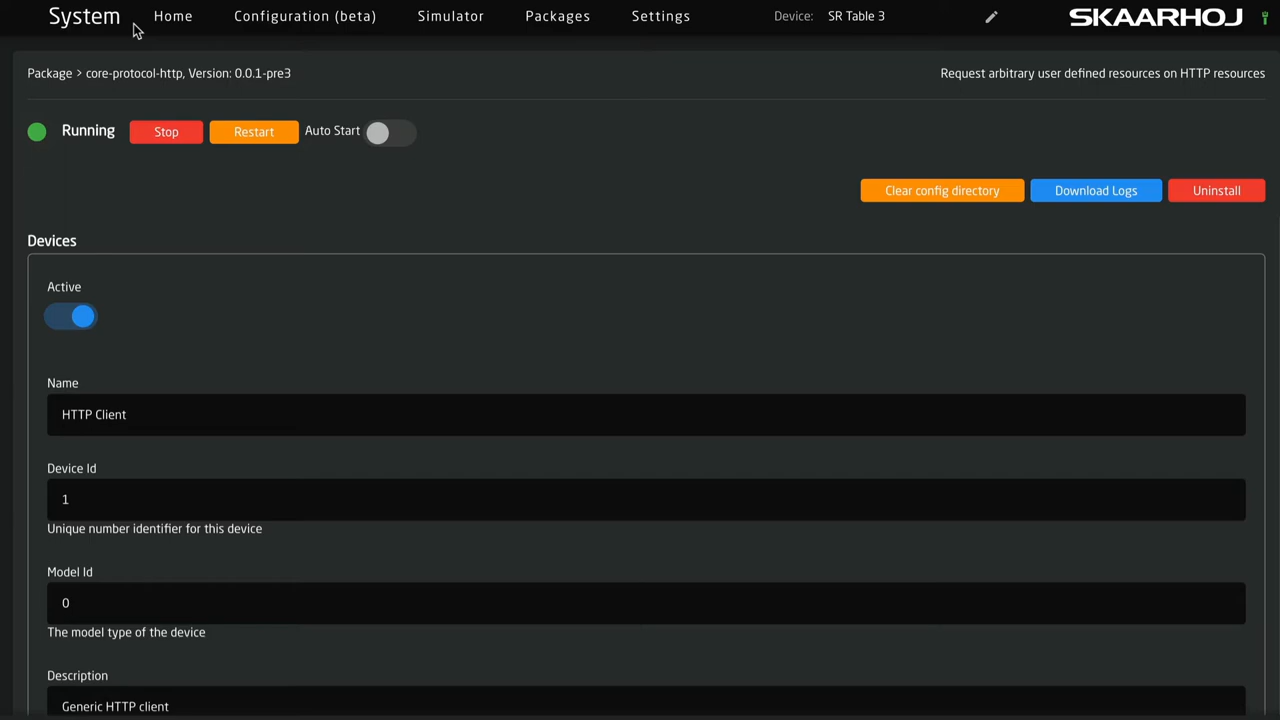 System Home Configuration (beta) Simulator Packages Settings Device: SR Table 3 SKAARHOJ
Package > core-protocol-http, Version: 0.0.1-pre3 Request arbitrary user defined resources on HTTP resources
Running Stop Restart Auto Start
Clear config directory Download Logs Uninstall
Devices
Active
Name
HTTP Client
Device Id
1
Unique number identifier for this device
Model Id
0
The model type of the device
Description
Generic HTTP client